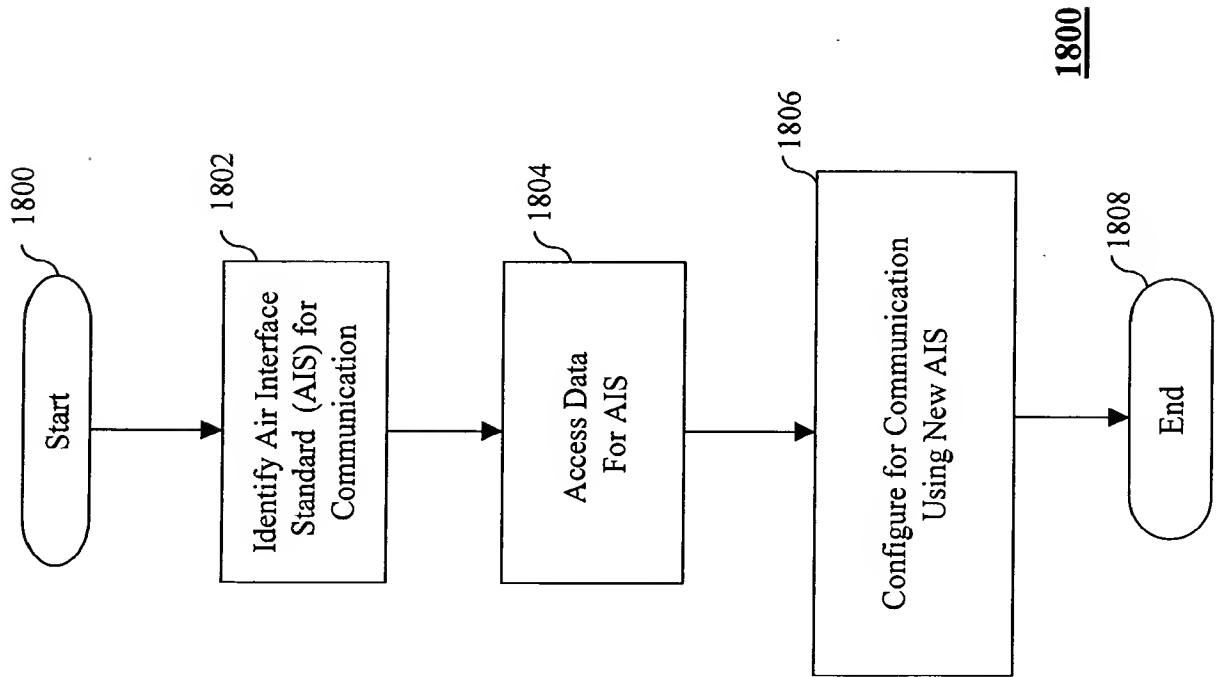 1800
Start
1802
Identify Air Interface
Standard (AIS) for
Communication
1804
Access Data
For AIS
1806
Configure for Communication
Using New AIS
1808
End
1800